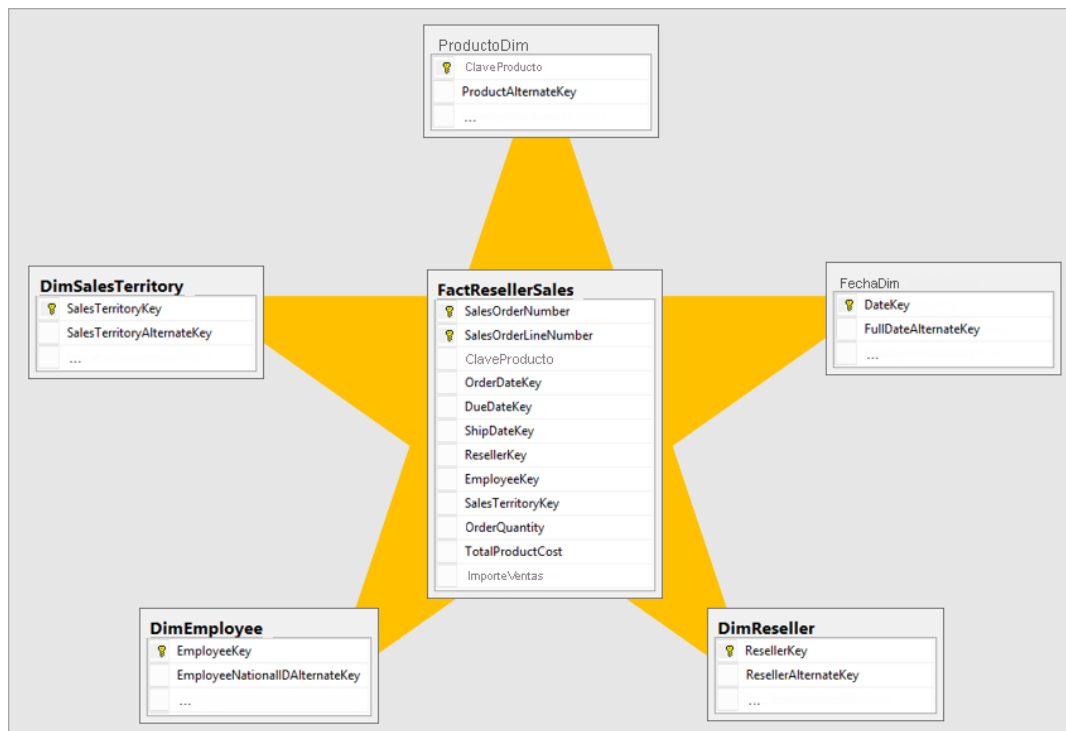 ProductoDim
ClaveProducto
ProductAlternateKey
...
DimSalesTerritory
SalesTerritoryKey
SalesTerritoryAlternateKey
...
FactResellerSales
SalesOrderNumber
SalesOrderLineNumber
ClaveProducto
OrderDateKey
DueDateKey
ShipDateKey
ResellerKey
EmployeeKey
SalesTerritoryKey
OrderQuantity
TotalProductCost
ImporteVentas
FechaDim
DateKey
FullDateAlternateKey
...
DimEmployee
EmployeeKey
EmployeeNationalIDAlternateKey
...
DimReseller
ResellerKey
ResellerAlternateKey
...